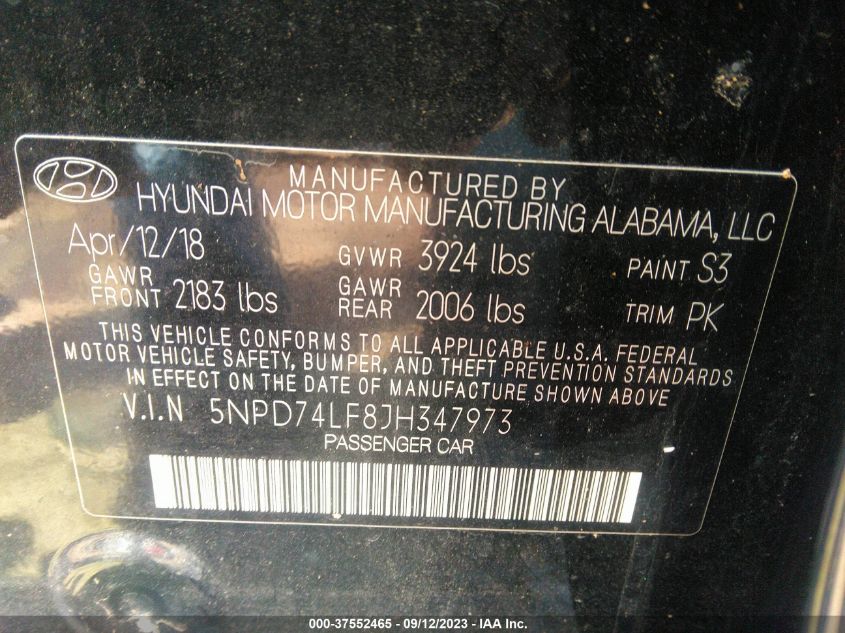 MANUFACTURED BY
HYUNDAI MOTOR MANUFACTURING ALABAMA, LLC
Apr/12/18 GVWR 3924 lbs PAINT S3
GAWR FRONT 2183 lbs GAWR REAR 2006 lbs TRIM PK
THIS VEHICLE CONFORMS TO ALL APPLICABLE U.S.A. FEDERAL
MOTOR VEHICLE SAFETY, BUMPER, AND THEFT PREVENTION STANDARDS
IN EFFECT ON THE DATE OF MANUFACTURE SHOWN ABOVE
V.I.N 5NPD74LF8JH347973
PASSENGER CAR
000-37552465 - 09/12/2023 - IAA Inc.